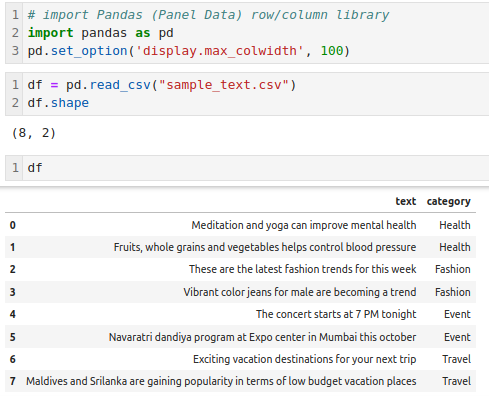 1 # import Pandas (Panel Data) row/column library
2 import pandas as pd
3 pd.set_option('display.max_colwidth', 100)
1 df = pd.read_csv("sample_text.csv")
2 df.shape
(8, 2)
1 df
text category
0 Meditation and yoga can improve mental health Health
1 Fruits, whole grains and vegetables helps control blood pressure Health
2 These are the latest fashion trends for this week Fashion
3 Vibrant color jeans for male are becoming a trend Fashion
4 The concert starts at 7 PM tonight Event
5 Navaratri dandiya program at Expo center in Mumbai this october Event
6 Exciting vacation destinations for your next trip Travel
7 Maldives and Srilanka are gaining popularity in terms of low budget vacation places Travel